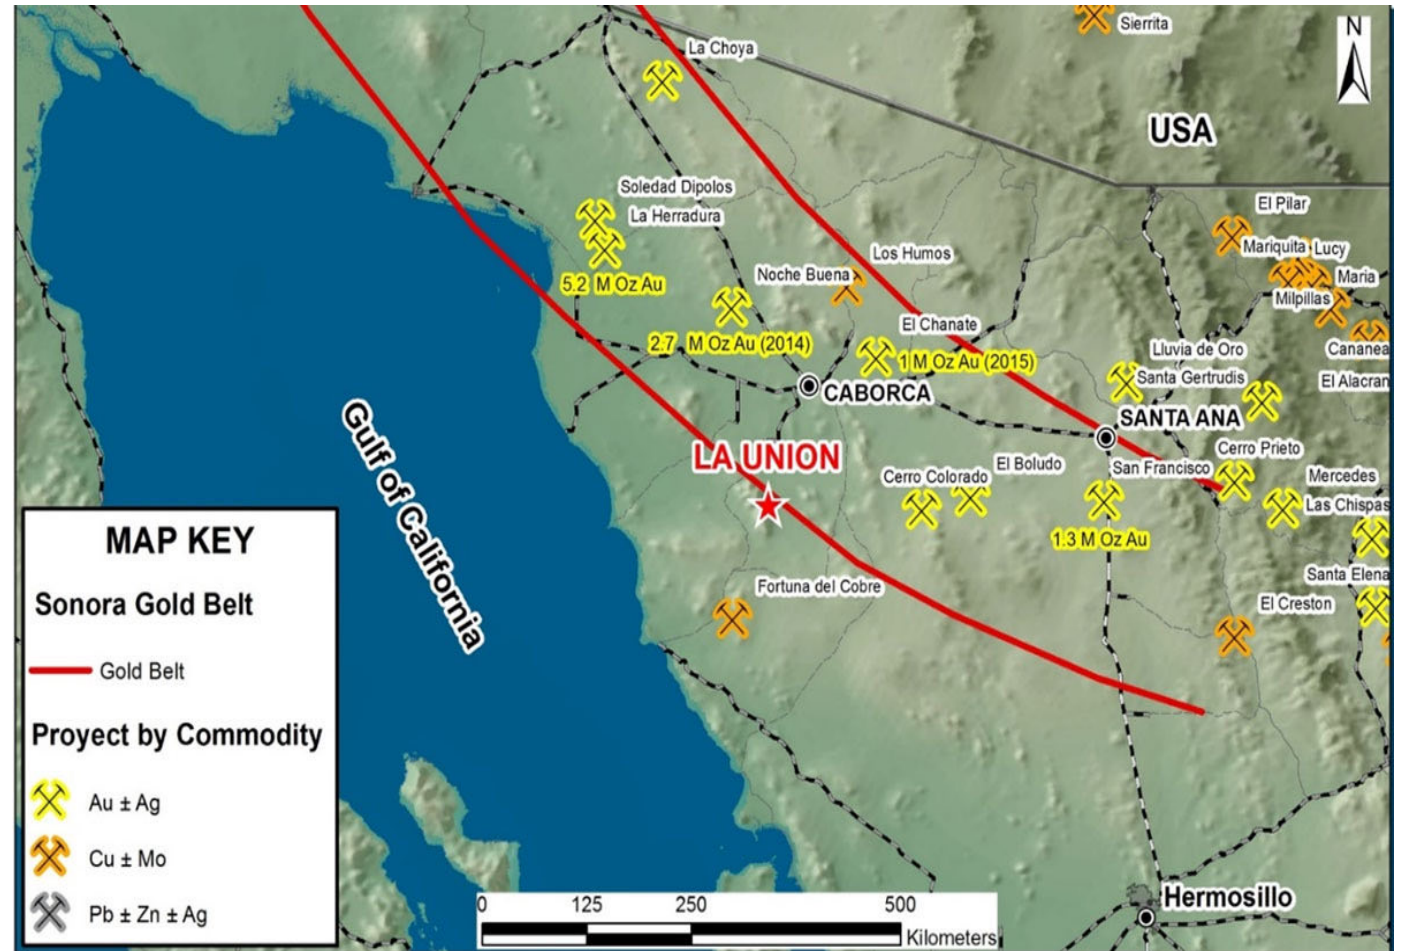 Sierrita
N
La Choya
USA
Soledad Dipolos
La Herradura
El Pilar
Mariquita
Lucy
Los Humos
Noche Buena
Maria
5.2 M Oz Au
Milpillas
El Chanate
2.7 M Oz Au (2014)
1 M Oz Au (2015)
Lluvia de Oro
Cananea
Santa Gertrudis
El Alacran
CABORCA
SANTA ANA
LA UNION
Cerro Prieto
El Boludo
San Francisco
Cerro Colorado
Mercedes
Las Chispas
1.3 M Oz Au
Gulf of California
Santa Elena
Fortuna del Cobre
El Creston
MAP KEY
Sonora Gold Belt
Gold Belt
Proyect by Commodity
Au ± Ag
Cu ± Mo
Pb ± Zn ± Ag
Hermosillo
0 125 250 500
Kilometers